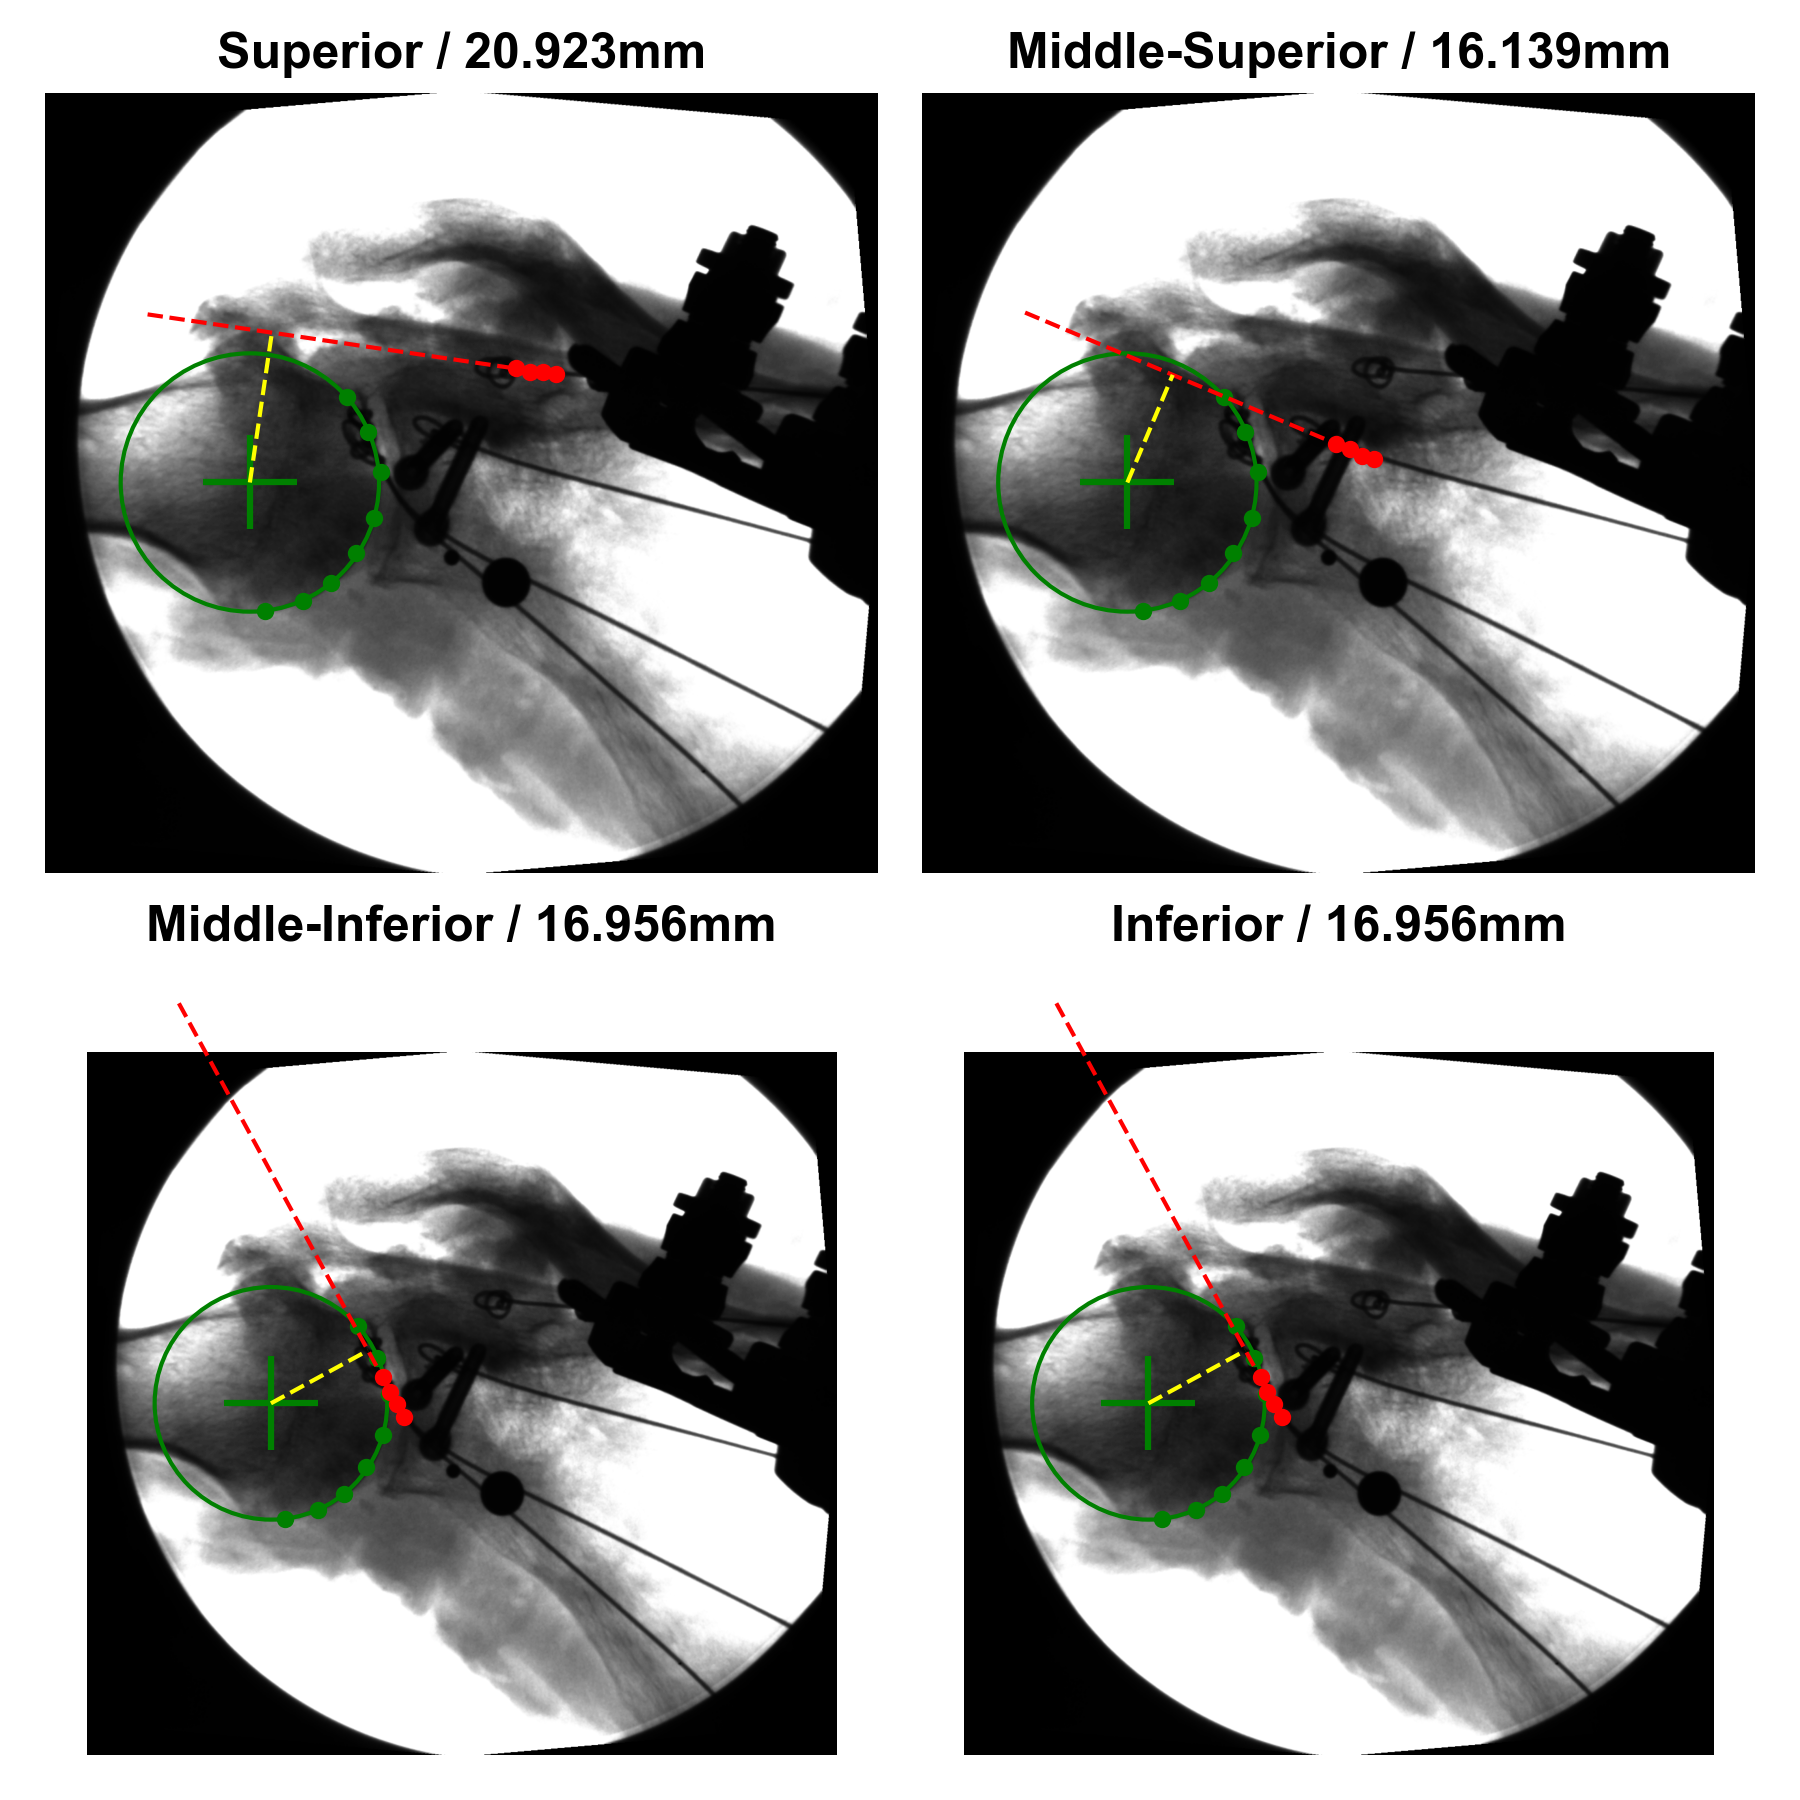 Superior / 20.923mm
Middle-Superior / 16.139mm
Middle-Inferior / 16.956mm
Inferior / 16.956mm